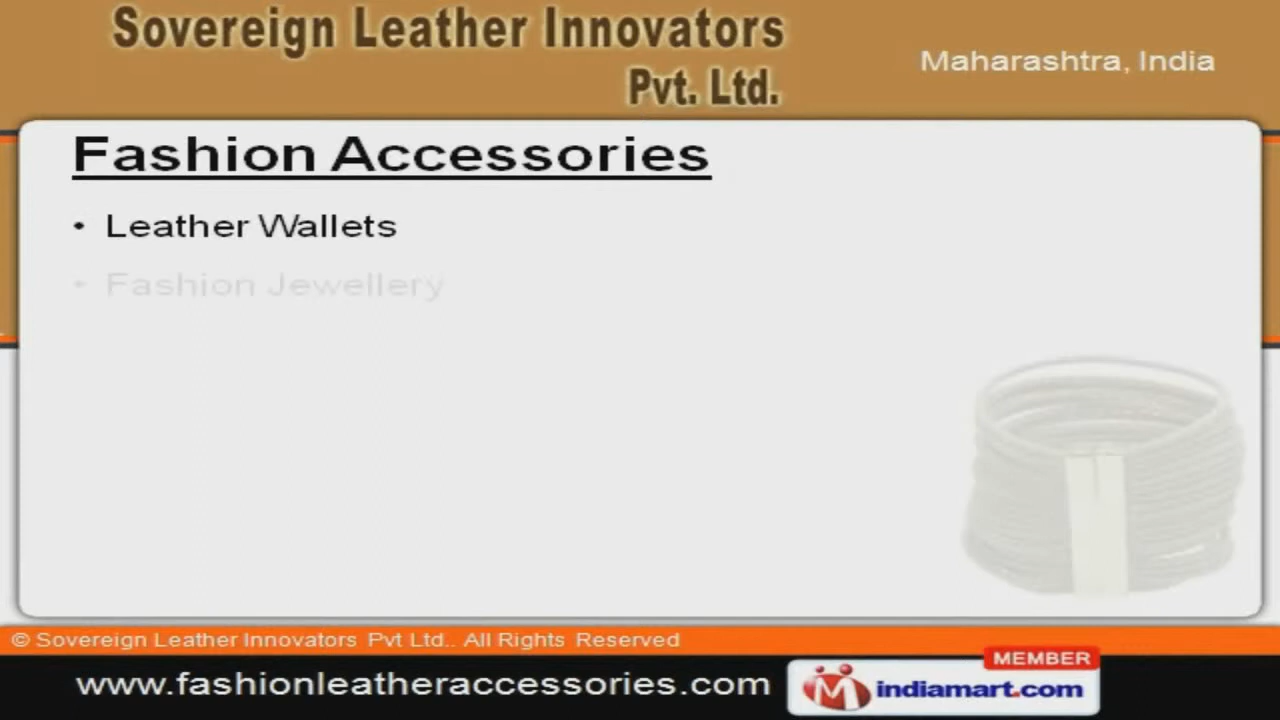 Sovereign Leather Innovators
Pvt. Ltd.
Maharashtra, India
Fashion Accessories
• Leather Wallets
• Fashion Jewellery
© Sovereign Leather Innovators Pvt Ltd.. All Rights Reserved
www.fashionleatheraccessories.com
MEMBER
indiamart.com